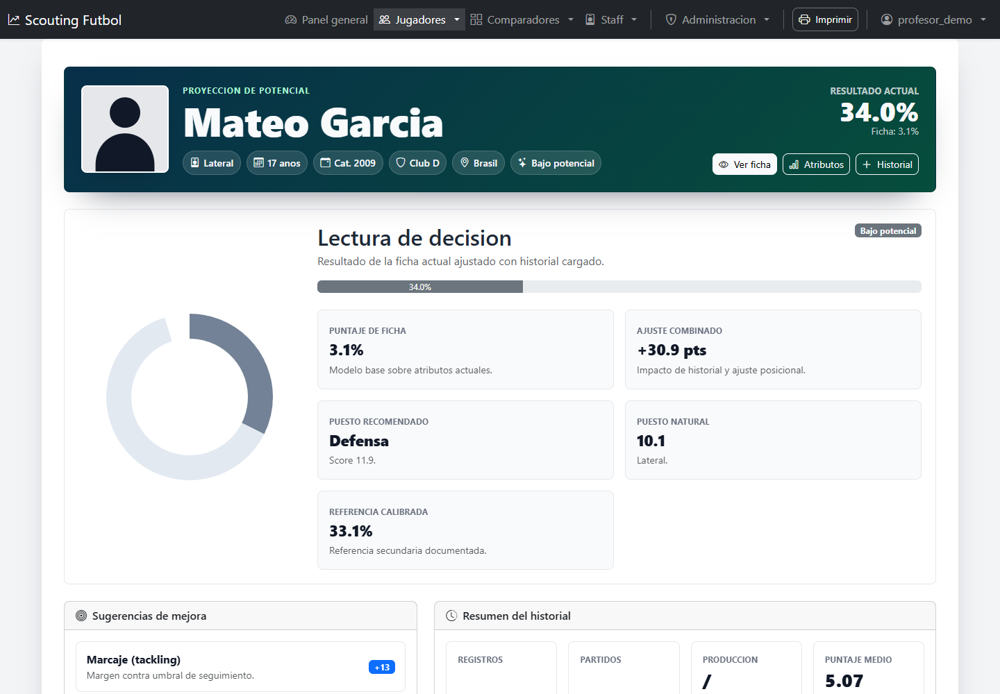 Scouting Futbol
Panel general
Jugadores
Comparadores
Staff
Administracion
Imprimir
profesor_demo
PROYECCION DE POTENCIAL
Mateo Garcia
Lateral
17 anos
Cat. 2009
Club D
Brasil
Bajo potencial
RESULTADO ACTUAL
34.0%
Ficha: 3.1%
Ver ficha
Atributos
Historial
Lectura de decision
Bajo potencial
Resultado de la ficha actual ajustado con historial cargado.
34.0%
PUNTAJE DE FICHA
3.1%
Modelo base sobre atributos actuales.
AJUSTE COMBINADO
+30.9 pts
Impacto de historial y ajuste posicional.
PUESTO RECOMENDADO
Defensa
Score 11.9.
PUESTO NATURAL
10.1
Lateral.
REFERENCIA CALIBRADA
33.1%
Referencia secundaria documentada.
Sugerencias de mejora
Marcaje (tackling)
Margen contra umbral de seguimiento.
+13
Resumen del historial
REGISTROS
PARTIDOS
PRODUCCION
/
PUNTAJE MEDIO
5.07